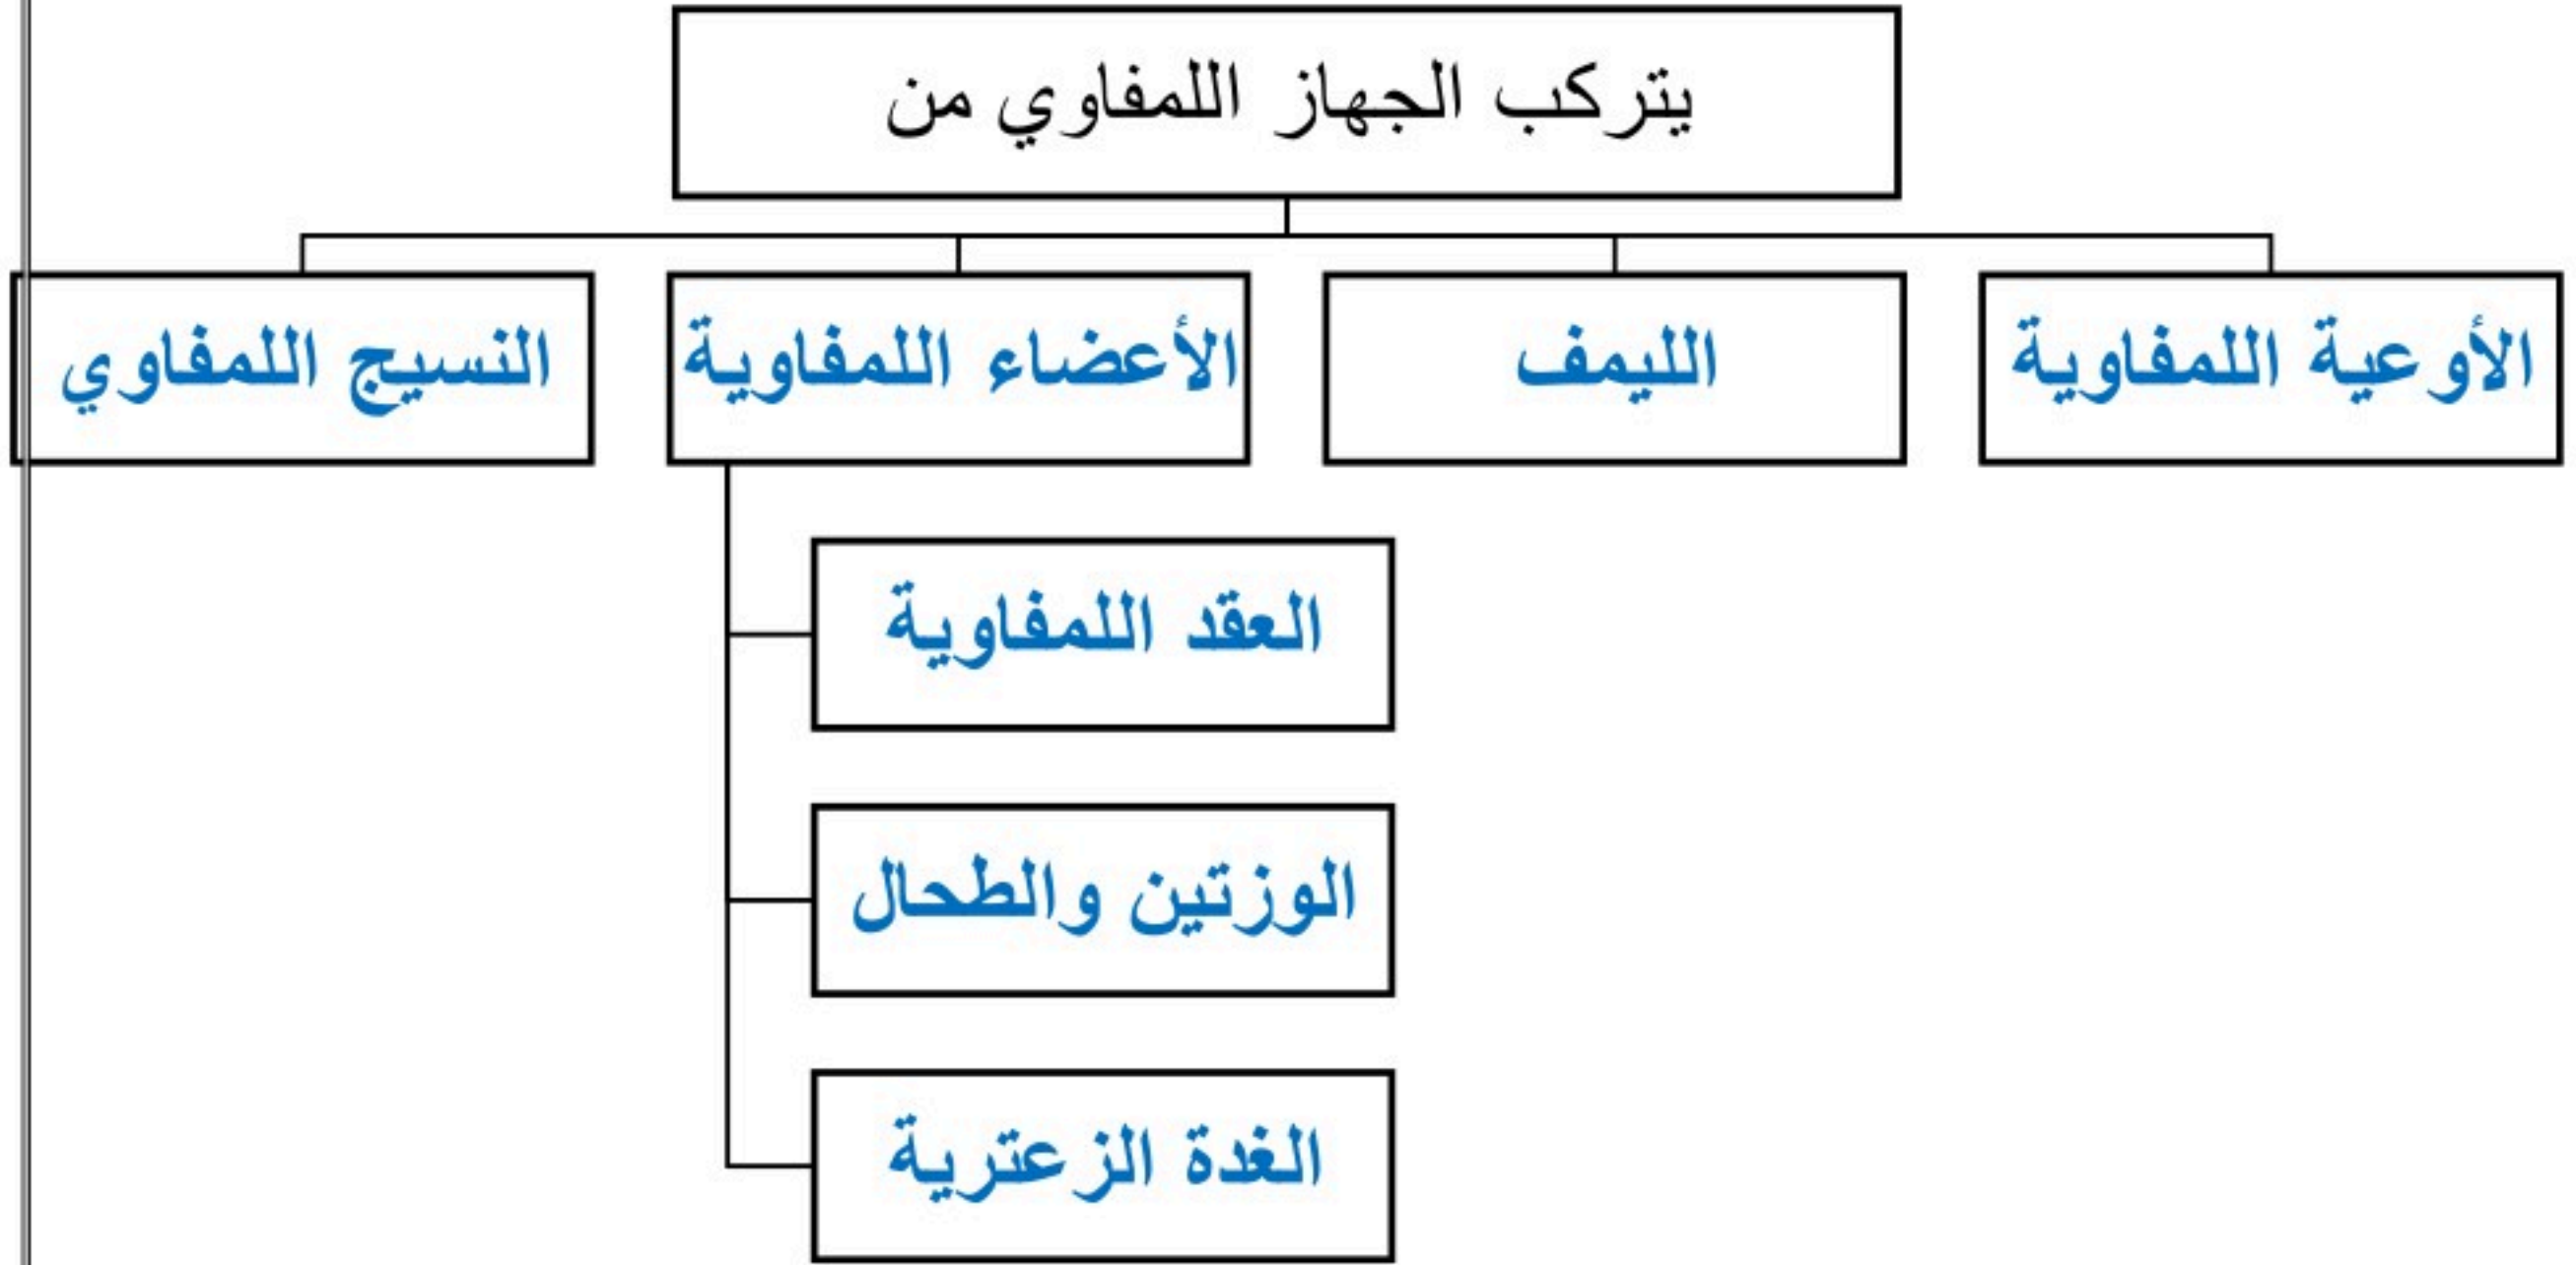 يتركب الجهاز اللمفاوي من
الأوعية اللمفاوية
الليمف
الأعضاء اللمفاوية
النسيج اللمفاوي
العقد اللمفاوية
الوزتين والطحال
الغدة الزعترية